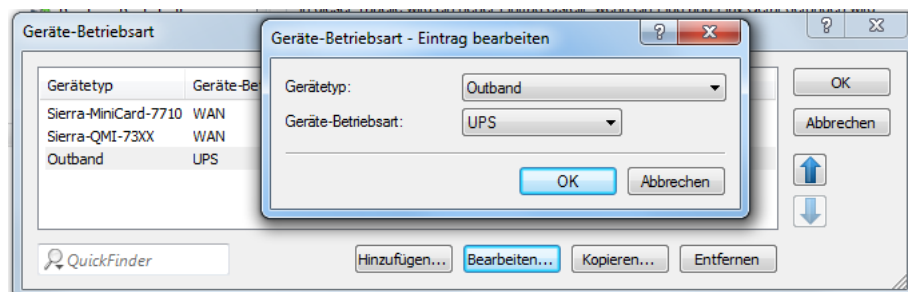 Geräte-Betriebsart
Geräte-Betriebsart - Eintrag bearbeiten
Gerätetyp
Sierra-MiniCard-7710 WAN
Sierra-QMI-73XX WAN
Outband UPS
Gerätetyp: Outband
Geräte-Betriebsart: UPS
OK Abbrechen
OK
Abbrechen
QuickFinder
Hinzufügen... Bearbeiten... Kopieren... Entfernen